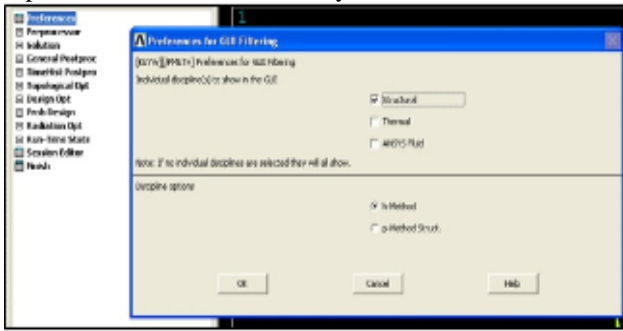 Preferences
Preprocessor
Solution
General Postproc
TimeHist Postpro
Topological Opt
Design Opt
Prob Design
Radiation Opt
Run-Time Stats
Session Editor
Finish
1
Preferences for GUI Filtering
[KEYW][/PMETH] Preferences for GUI Filtering
Individual discipline(s) to show in the GUI
Structural
Thermal
ANSYS Fluid
Note: If no individual disciplines are selected they will all show.
Discipline options
h-Method
p-Method Struct.
OK
Cancel
Help